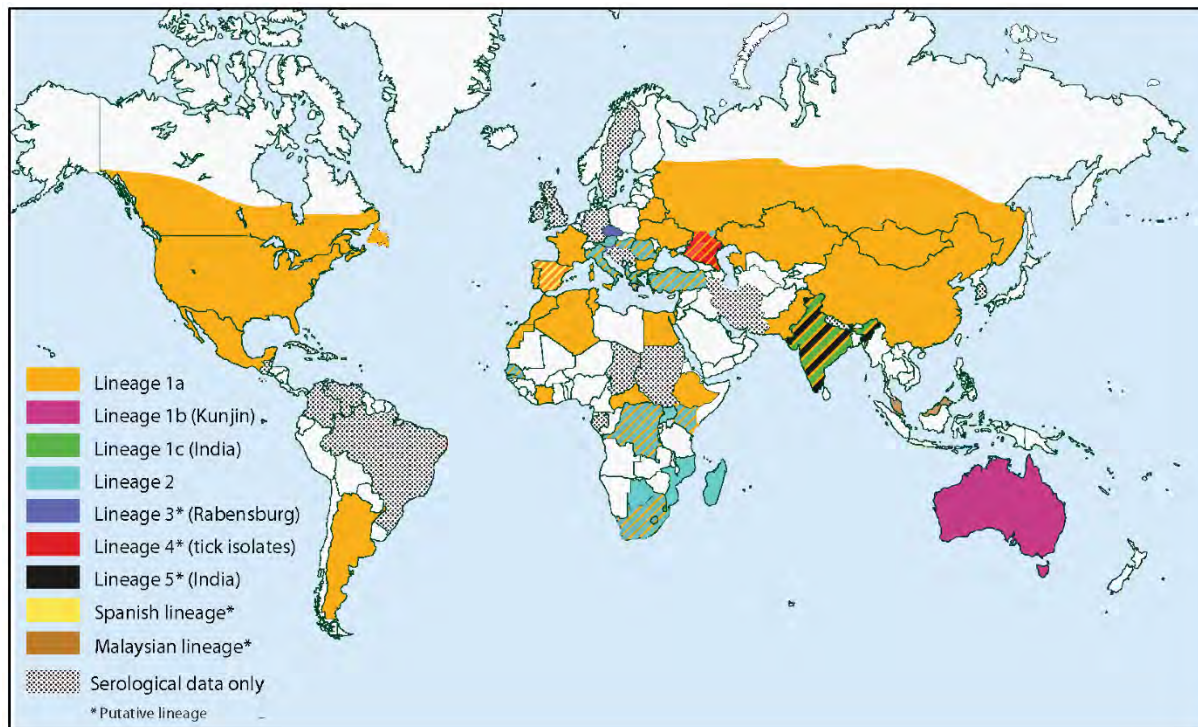 Lineage 1a
Lineage 1b (Kunjin)
Lineage 1c (India)
Lineage 2
Lineage 3* (Rabensburg)
Lineage 4* (tick isolates)
Lineage 5* (India)
Spanish lineage*
Malaysian lineage*
Serological data only
* Putative lineage